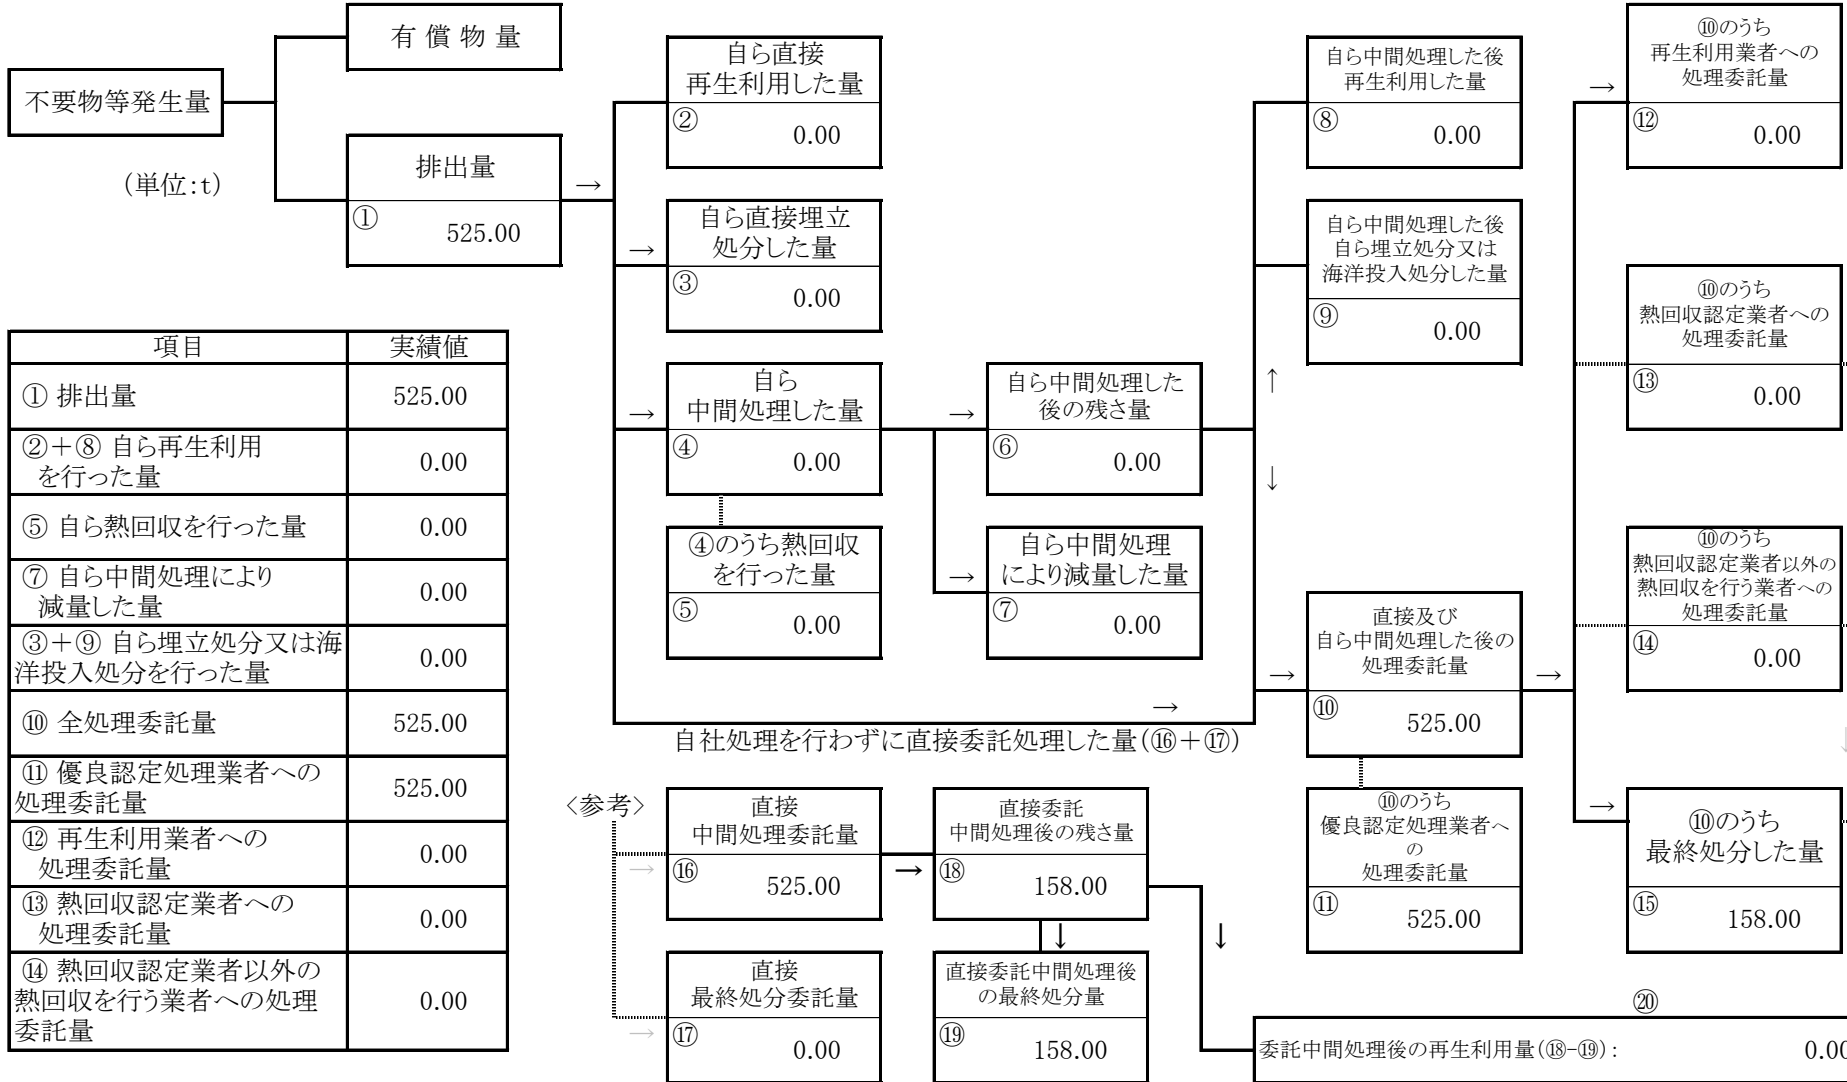 有 償 物 量
不要物等発生量
(単位:t)
排出量
①
525.00
→
自ら直接
再生利用した量
②
0.00
→
自ら直接埋立
処分した量
③
0.00
→
自ら
中間処理した量
④
0.00
④のうち熱回収
を行った量
⑤
0.00
→
自ら中間処理した
後の残さ量
⑥
0.00
→
自ら中間処理
により減量した量
⑦
0.00
↑
↓
自ら中間処理した後
再生利用した量
⑧
0.00
自ら中間処理した後
自ら埋立処分又は
海洋投入処分した量
⑨
0.00
→
自社処理を行わずに直接委託処理した量(⑯+⑰)
→
直接及び
自ら中間処理した後の
処理委託量
⑩
525.00
→
⑩のうち
優良認定処理業者へ
の
処理委託量
⑪
525.00
→
⑩のうち
再生利用業者への
処理委託量
⑫
0.00
⑩のうち
熱回収認定業者への
処理委託量
⑬
0.00
⑩のうち
熱回収認定業者以外の
熱回収を行う業者への
処理委託量
⑭
0.00
↓
→
⑩のうち
最終処分した量
⑮
158.00
項目 実績値
① 排出量 525.00
②+⑧ 自ら再生利用
を行った量 0.00
⑤ 自ら熱回収を行った量 0.00
⑦ 自ら中間処理により
減量した量 0.00
③+⑨ 自ら埋立処分又は海
洋投入処分を行った量 0.00
⑩ 全処理委託量 525.00
⑪ 優良認定処理業者への
処理委託量 525.00
⑫ 再生利用業者への
処理委託量 0.00
⑬ 熱回収認定業者への
処理委託量 0.00
⑭ 熱回収認定業者以外の
熱回収を行う業者への処理
委託量 0.00
〈参考〉
→
直接
中間処理委託量
⑯
525.00
→
直接委託
中間処理後の残さ量
⑱
158.00
↓
↓
→
直接
最終処分委託量
⑰
0.00
直接委託中間処理後
の最終処分量
⑲
158.00
⑳
委託中間処理後の再生利用量(⑱-⑲): 0.00